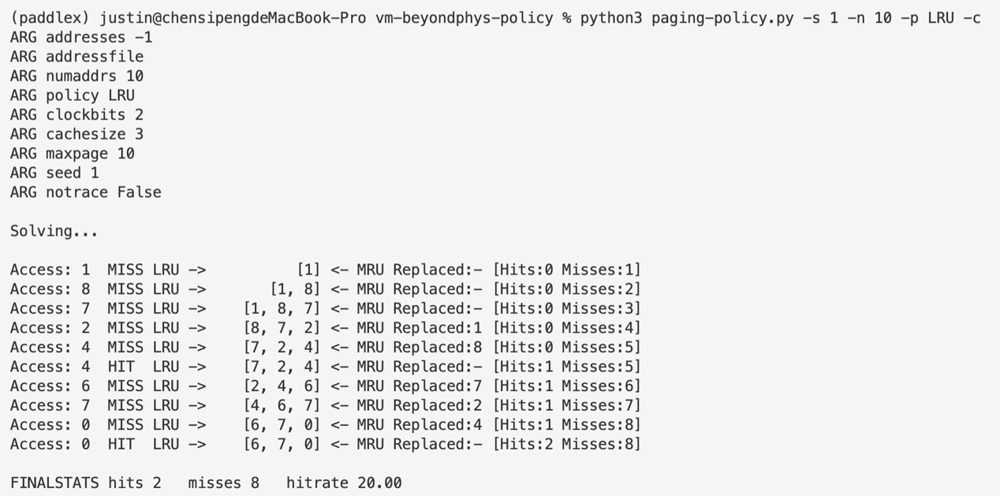 (paddlex) justin@chensipengdeMacBook-Pro vm-beyondphys-policy % python3 paging-policy.py -s 1 -n 10 -p LRU -c
ARG addresses -1
ARG addressfile
ARG numaddrs 10
ARG policy LRU
ARG clockbits 2
ARG cachesize 3
ARG maxpage 10
ARG seed 1
ARG notrace False
Solving...
Access: 1  MISS LRU ->          [1] <- MRU Replaced:- [Hits:0 Misses:1]
Access: 8  MISS LRU ->       [1, 8] <- MRU Replaced:- [Hits:0 Misses:2]
Access: 7  MISS LRU ->    [1, 8, 7] <- MRU Replaced:- [Hits:0 Misses:3]
Access: 2  MISS LRU ->    [8, 7, 2] <- MRU Replaced:1 [Hits:0 Misses:4]
Access: 4  MISS LRU ->    [7, 2, 4] <- MRU Replaced:8 [Hits:0 Misses:5]
Access: 4  HIT  LRU ->    [7, 2, 4] <- MRU Replaced:- [Hits:1 Misses:5]
Access: 6  MISS LRU ->    [2, 4, 6] <- MRU Replaced:7 [Hits:1 Misses:6]
Access: 7  MISS LRU ->    [4, 6, 7] <- MRU Replaced:2 [Hits:1 Misses:7]
Access: 0  MISS LRU ->    [6, 7, 0] <- MRU Replaced:4 [Hits:1 Misses:8]
Access: 0  HIT  LRU ->    [6, 7, 0] <- MRU Replaced:- [Hits:2 Misses:8]
FINALSTATS hits 2   misses 8   hitrate 20.00